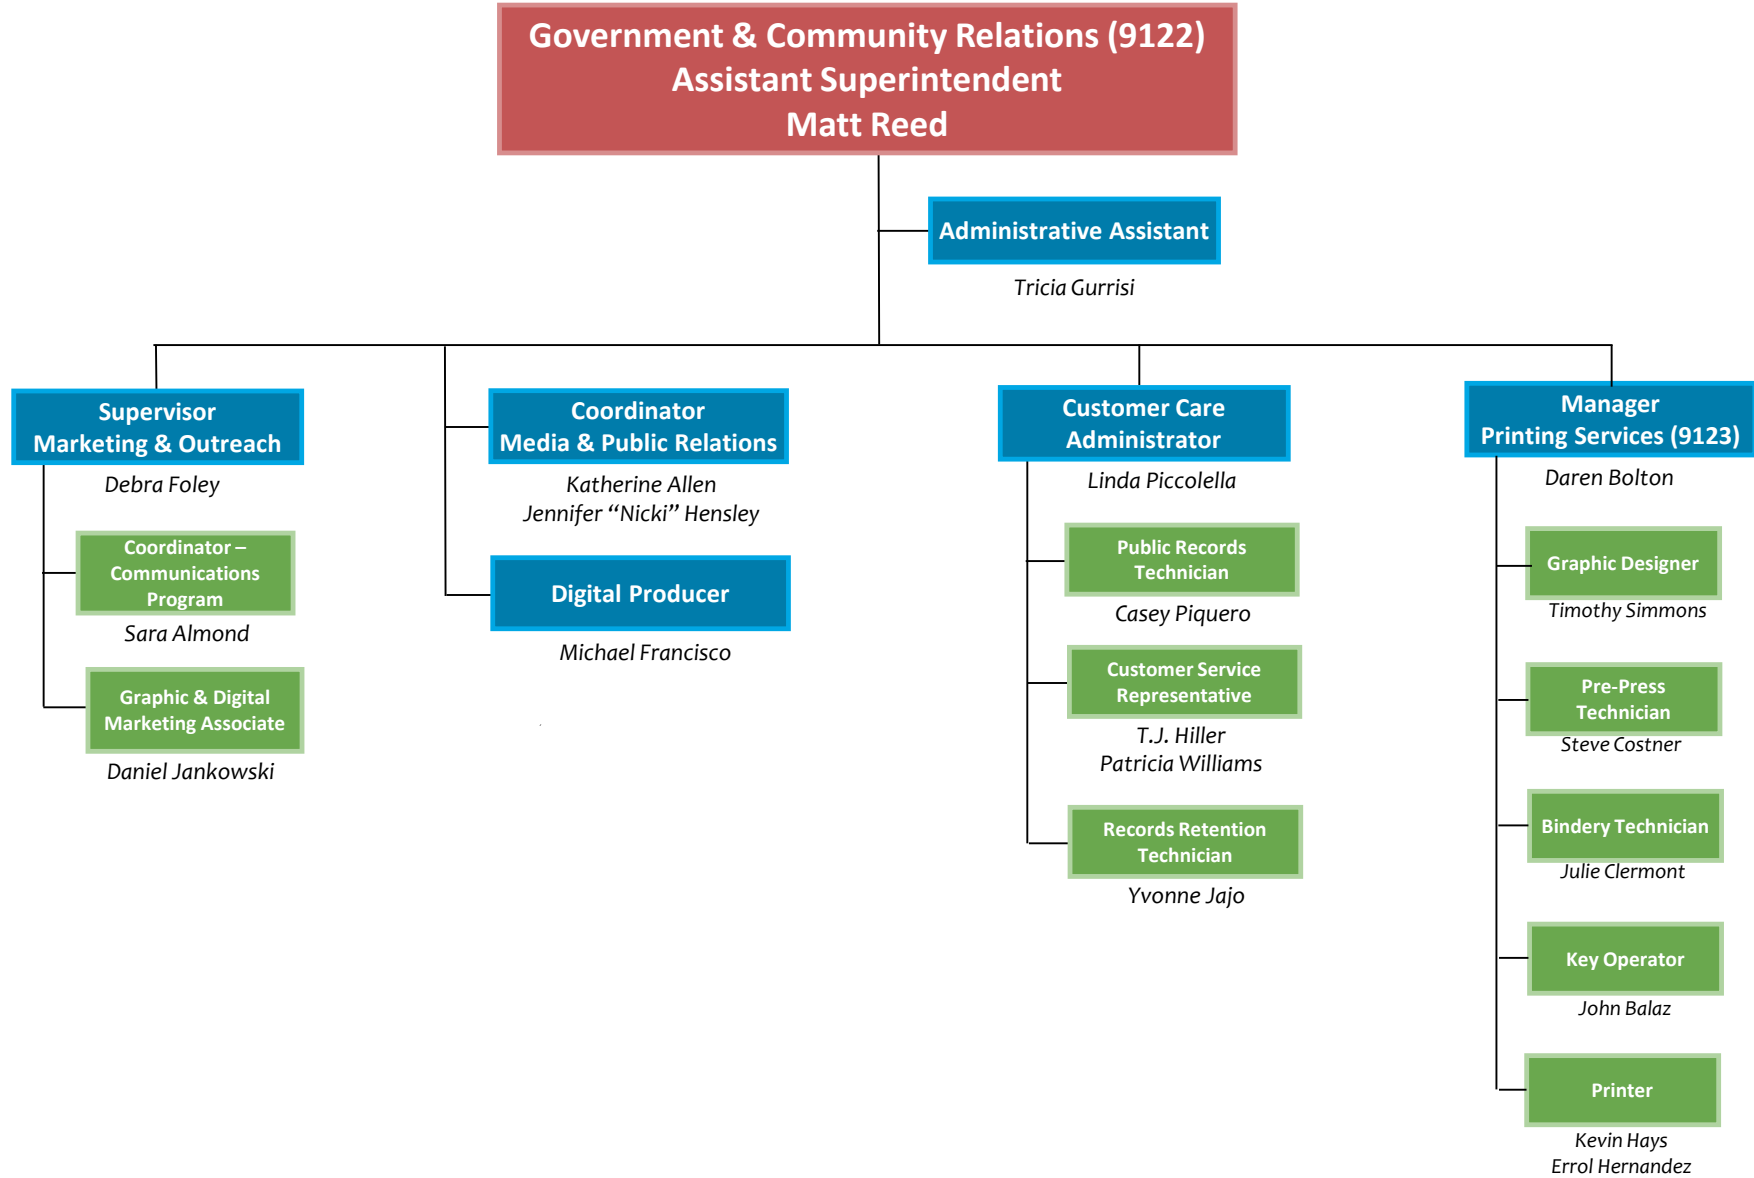 Government & Community Relations (9122)
Assistant Superintendent
Matt Reed
Administrative Assistant
Tricia Gurrisi
Supervisor
Marketing & Outreach
Debra Foley
Coordinator –
Communications
Program
Sara Almond
Graphic & Digital
Marketing Associate
Daniel Jankowski
Coordinator
Media & Public Relations
Katherine Allen
Jennifer “Nicki” Hensley
Digital Producer
Michael Francisco
Customer Care
Administrator
Linda Piccolella
Public Records
Technician
Casey Piquero
Customer Service
Representative
T.J. Hiller
Patricia Williams
Records Retention
Technician
Yvonne Jajo
Manager
Printing Services (9123)
Daren Bolton
Graphic Designer
Timothy Simmons
Pre-Press
Technician
Steve Costner
Bindery Technician
Julie Clermont
Key Operator
John Balaz
Printer
Kevin Hays
Errol Hernandez